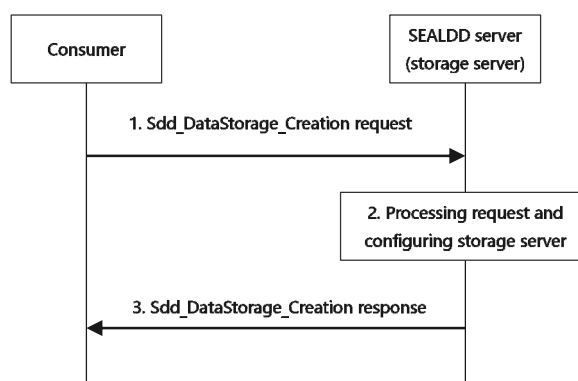 Consumer
SEALDD server
(storage server)
1. Sdd_DataStorage_Creation request
2. Processing request and
configuring storage server
3. Sdd_DataStorage_Creation response